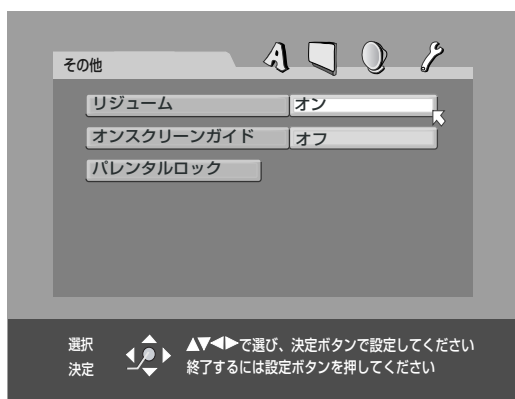 その他
リジューム オン
オンスクリーンガイド オフ
パレンタルロック
選択
決定
▲▼◀▶で選び、決定ボタンで設定してください
終了するには設定ボタンを押してください